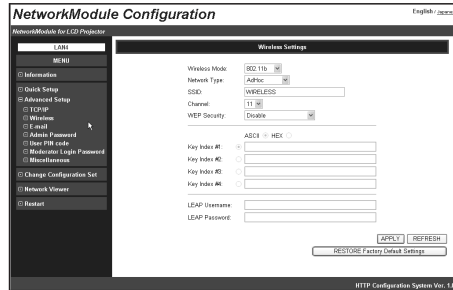 NetworkModule Configuration
English / Japanese
NetworkModule for LCD Projector
LAN4
MENU
Information
Quick Setup
Advanced Setup
TCP/IP
Wireless
E-mail
Admin Password
User PIN code
Moderator Login Password
Miscellaneous
Change Configuration Set
Network Viewer
Restart
Wireless Settings
Wireless Mode: 802.11b
Network Type: AdHoc
SSID: WIRELESS
Channel: 11
WEP Security: Disable
ASCII HEX
Key Index #1:
Key Index #2:
Key Index #3:
Key Index #4:
LEAP Username:
LEAP Password:
APPLY REFRESH
RESTORE Factory Default Settings
HTTP Configuration System Ver. 1.